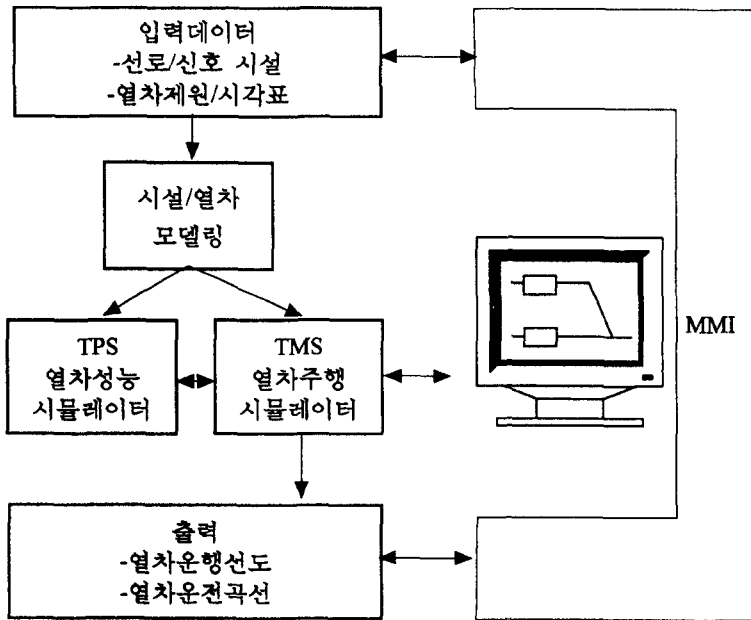 입력데이터
-선로/신호 시설
-열차제원/시각표
시설/열차
모델링
TPS
열차성능
시뮬레이터
TMS
열차주행
시뮬레이터
MMI
출력
-열차운행선도
-열차운전곡선